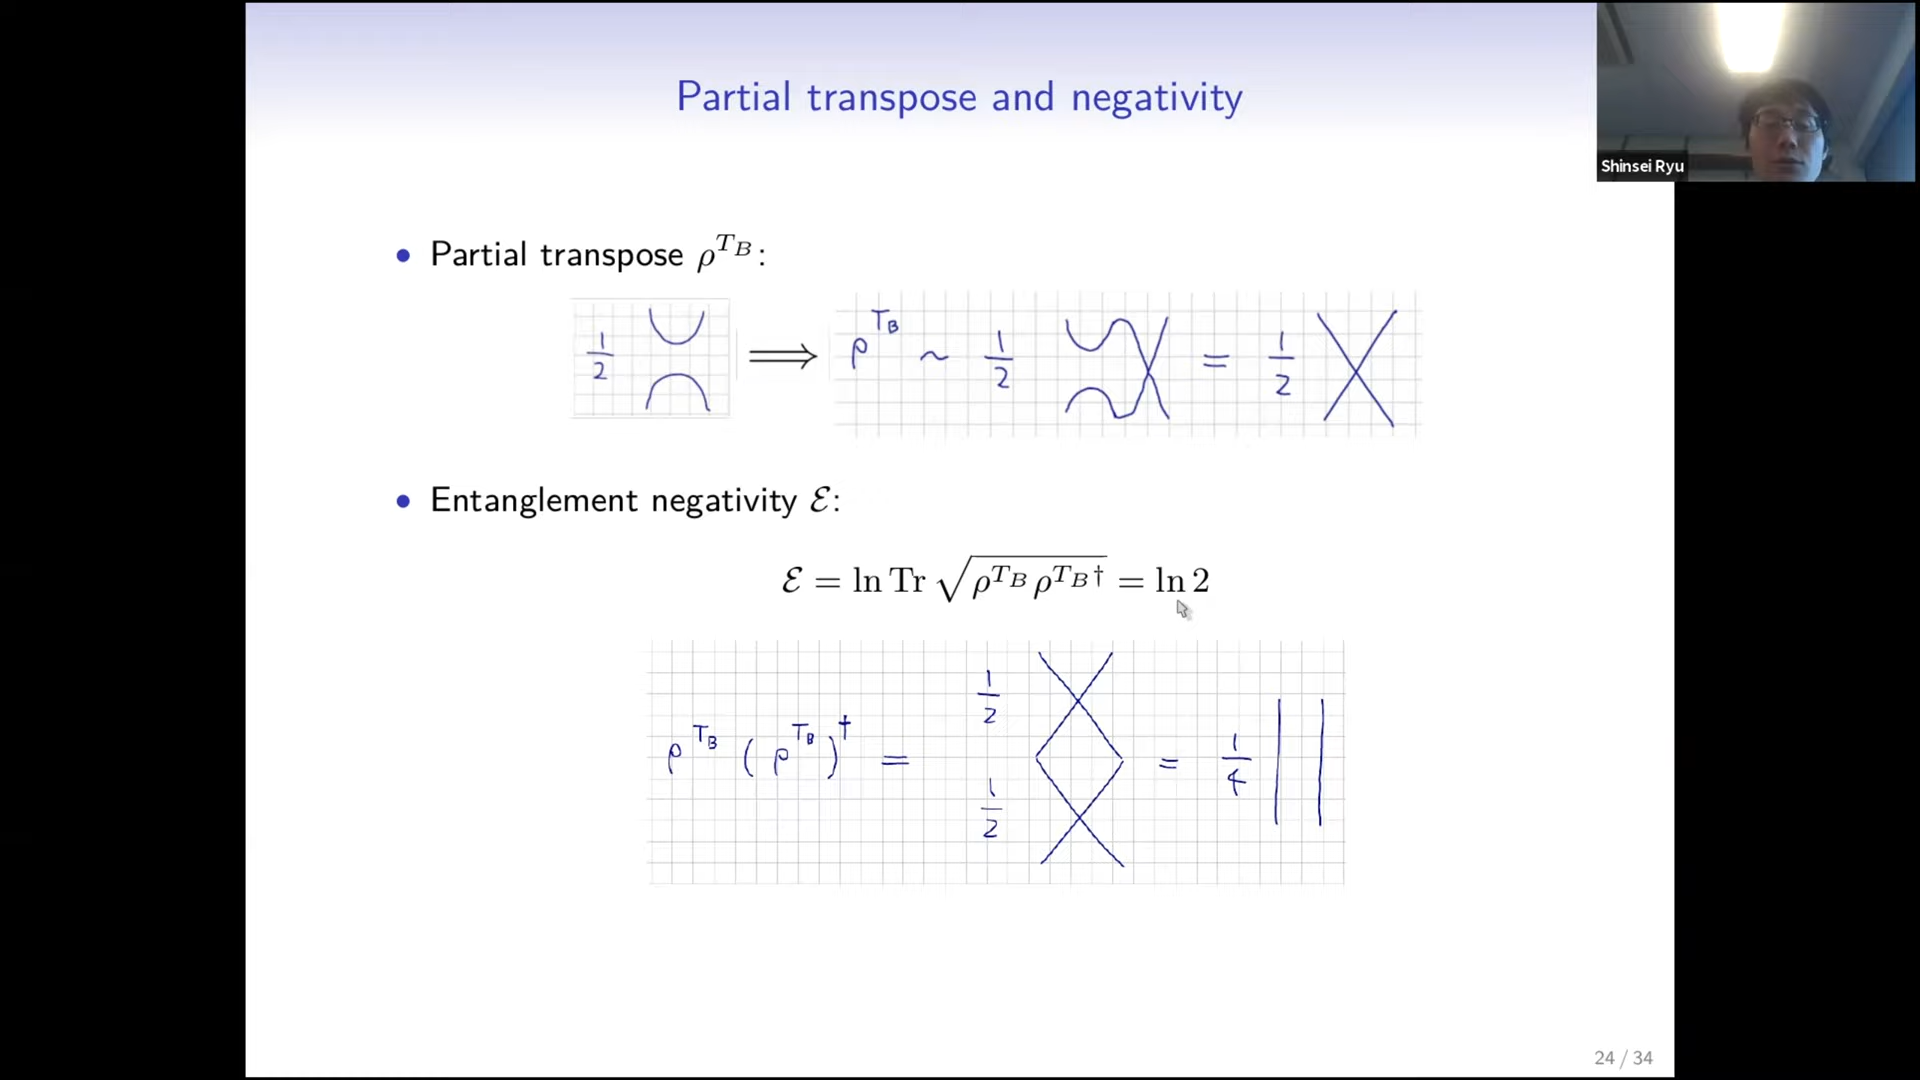 Partial transpose and negativity
Shinsei Ryu
• Partial transpose ρ^{T_B}:
1/2 ⟹ ρ^{T_B} ~ 1/2 = 1/2
• Entanglement negativity ℰ:
ℰ = ln Tr √(ρ^{T_B} ρ^{T_B †}) = ln 2
ρ^{T_B} (ρ^{T_B})^† = 1/2 1/2 = 1/4
24 / 34